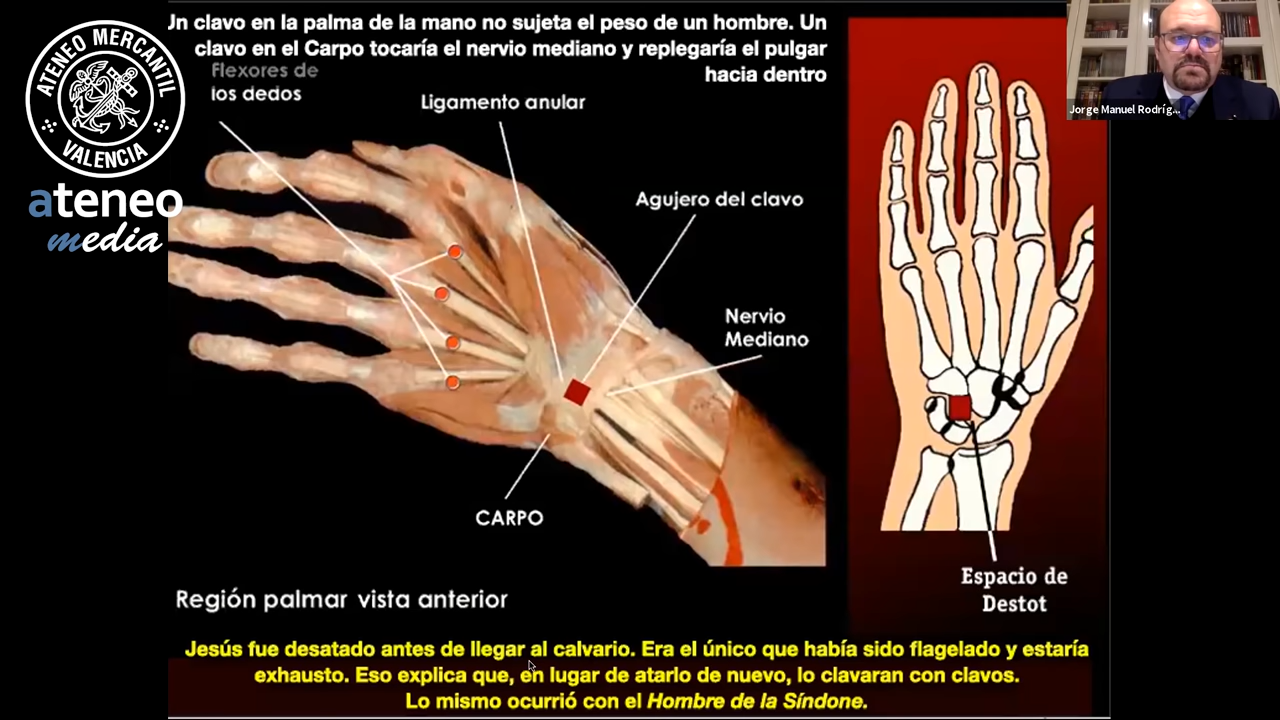 Un clavo en la palma de la mano no sujeta el peso de un hombre. Un
clavo en el Carpo tocaría el nervio mediano y replegaría el pulgar
hacia dentro
ATENEO MERCANTIL
VALENCIA
ateneo
media
Flexores de
los dedos
Ligamento anular
Agujero del clavo
Nervio
Mediano
CARPO
Región palmar vista anterior
Jorge Manuel Rodríg...
Espacio de
Destot
Jesús fue desatado antes de llegar al calvario. Era el único que había sido flagelado y estaría
exhausto. Eso explica que, en lugar de atarlo de nuevo, lo clavaran con clavos.
Lo mismo ocurrió con el Hombre de la Síndone.